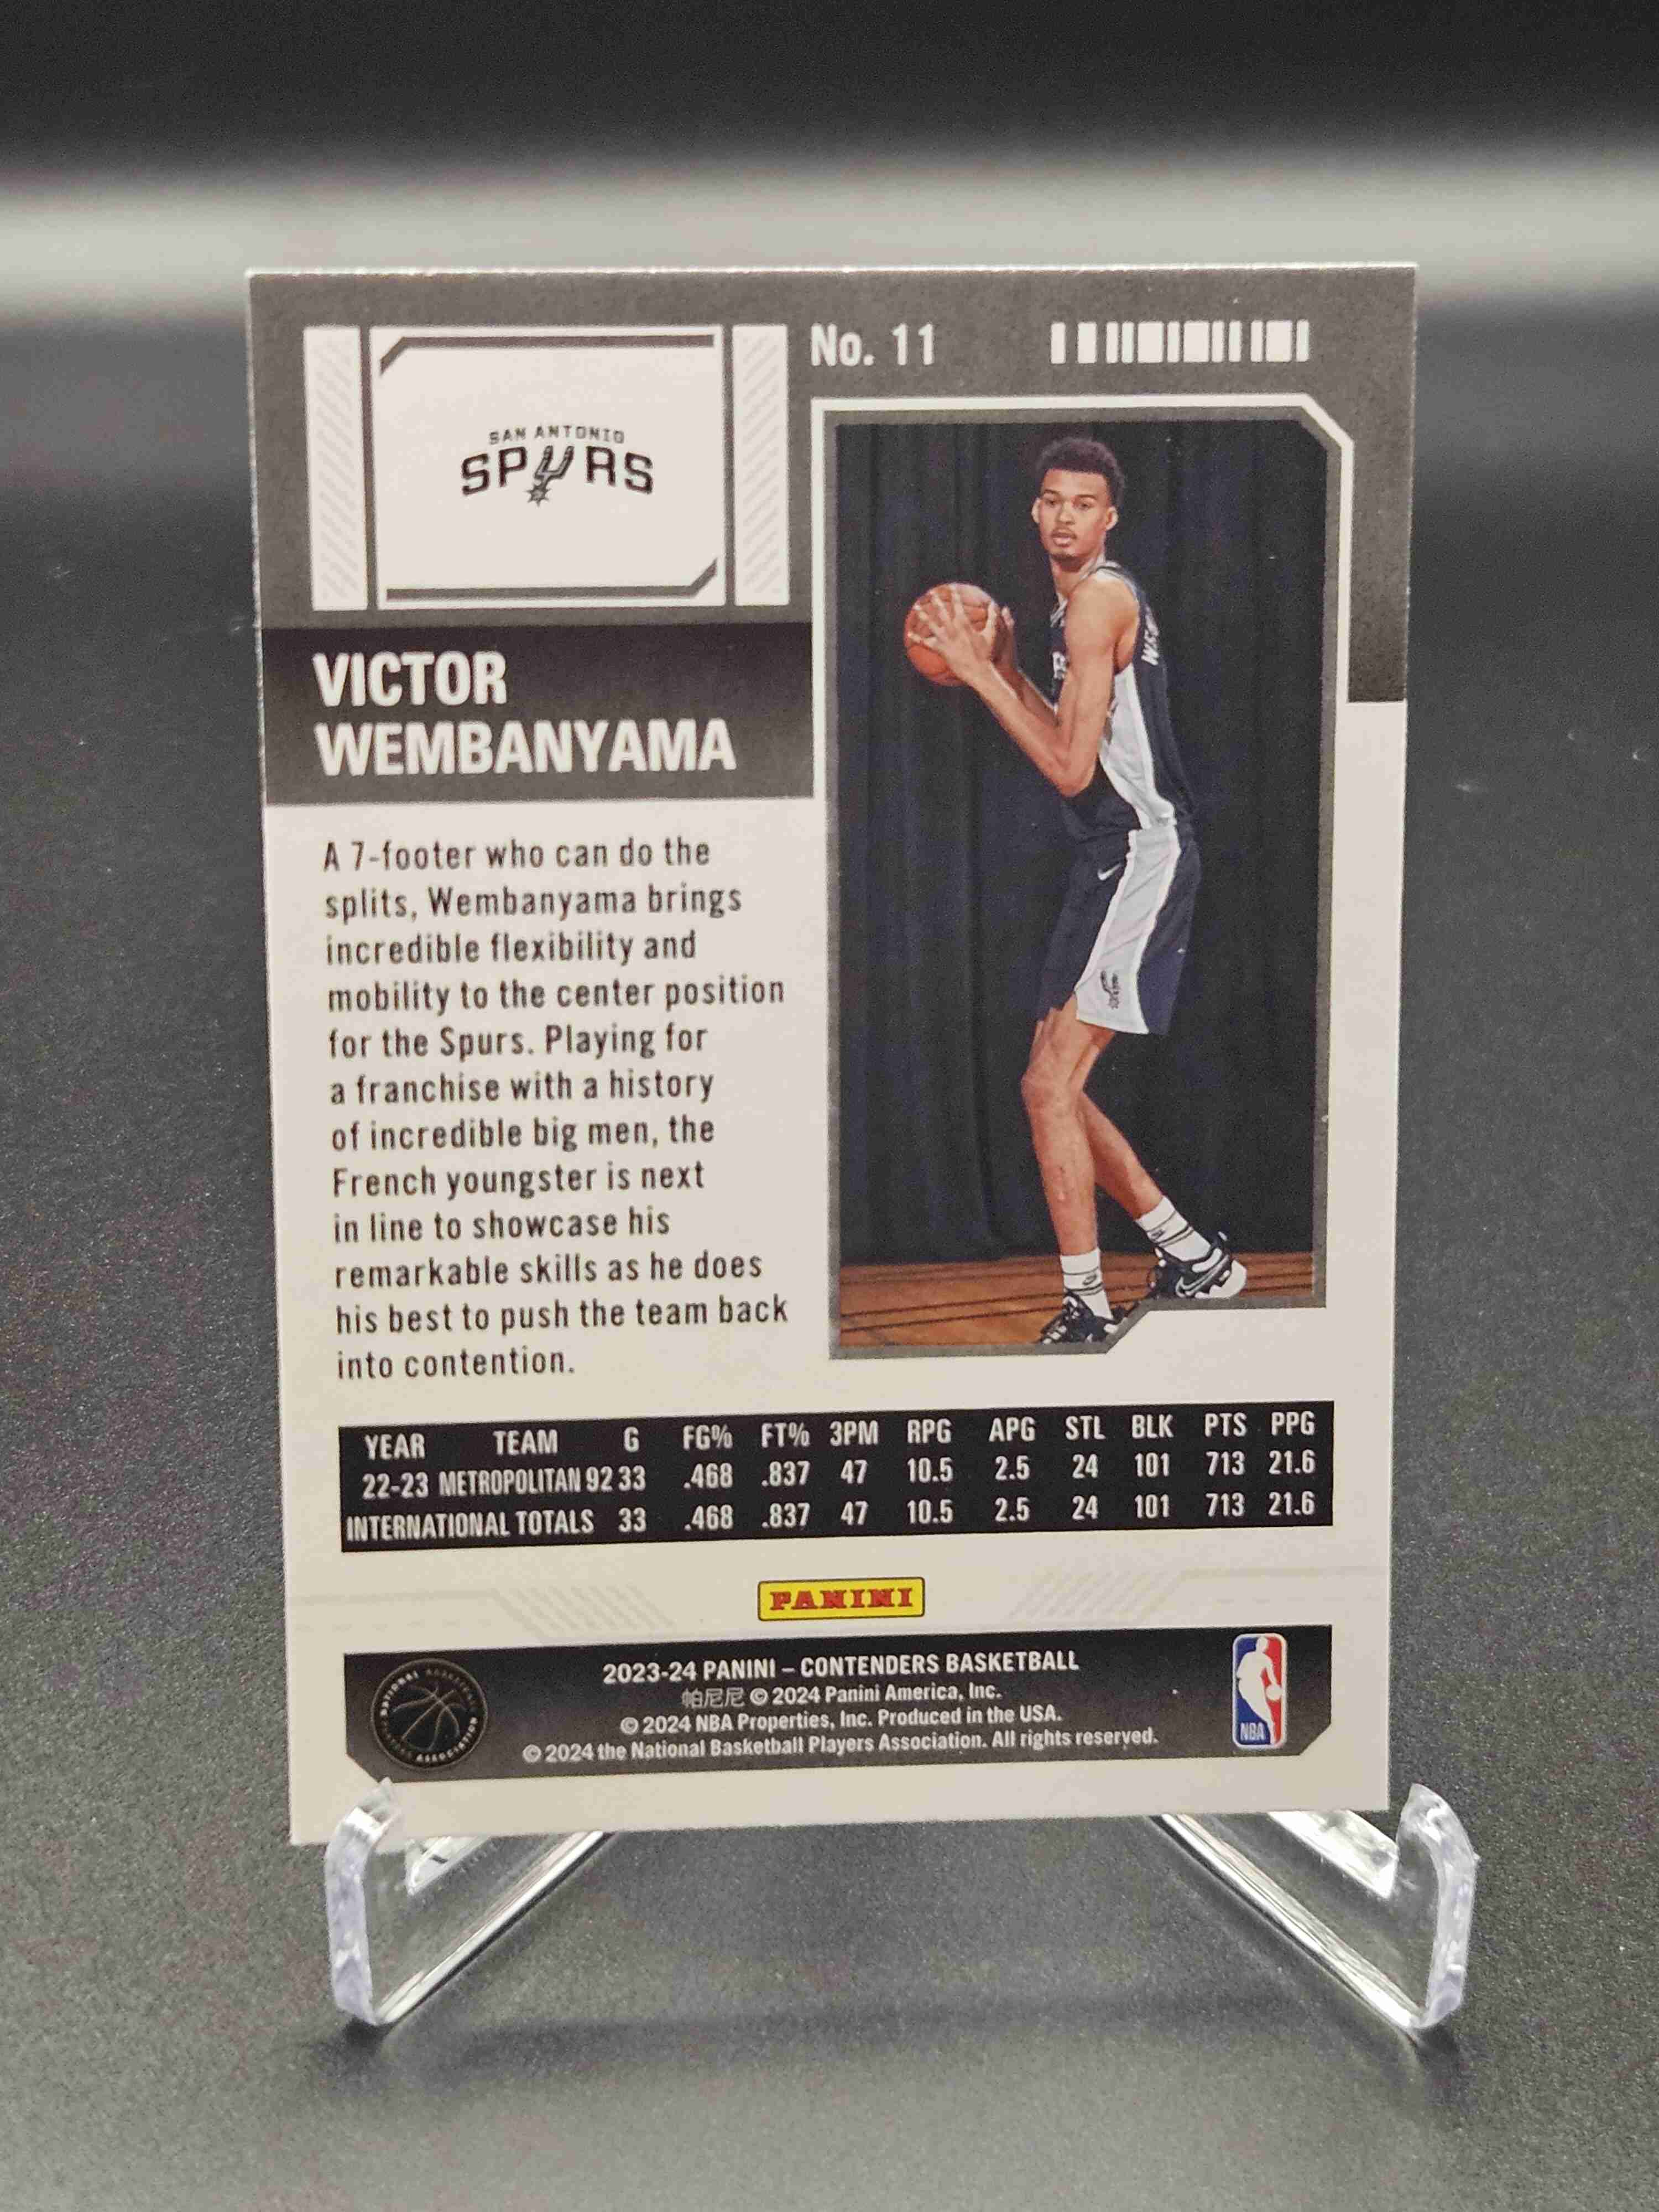 SAN ANTONIO
SPURS
No. 11
VICTOR
WEMBANYAMA
A 7-footer who can do the
splits, Wembanyama brings
incredible flexibility and
mobility to the center position
for the Spurs. Playing for
a franchise with a history
of incredible big men, the
French youngster is next
in line to showcase his
remarkable skills as he does
his best to push the team back
into contention.
YEAR TEAM G FG% FT% 3PM RPG APG STL BLK PTS PPG
22-23 METROPOLITAN 92 33 .468 .837 47 10.5 2.5 24 101 713 21.6
INTERNATIONAL TOTALS 33 .468 .837 47 10.5 2.5 24 101 713 21.6
PANINI
2023-24 PANINI – CONTENDERS BASKETBALL
帕尼尼 © 2024 Panini America, Inc.
© 2024 NBA Properties, Inc. Produced in the USA.
© 2024 the National Basketball Players Association. All rights reserved.
NBA